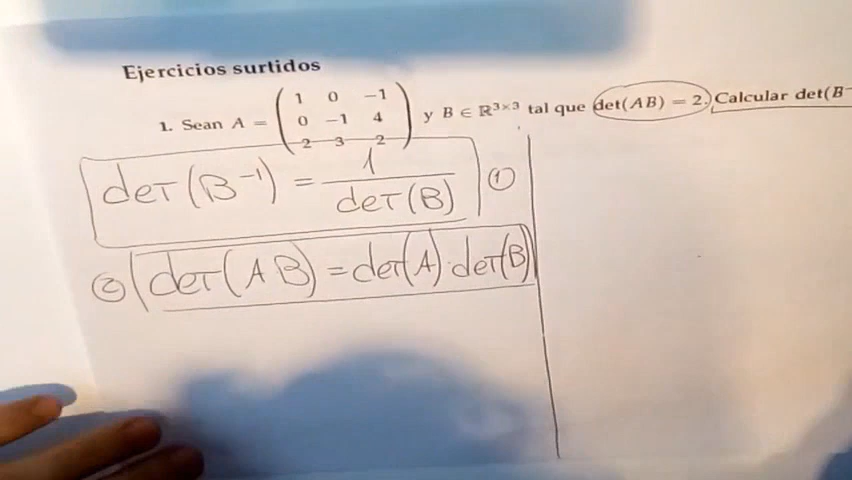 Ejercicios surtidos
1. Sean A = ( 1 0 −1
0 −1 4
2 3 2 ) y B ∈ ℝ³ˣ³ tal que det(AB) = 2. Calcular det(B⁻
det(B⁻¹) = 1 / det(B) ①
② det(AB) = det(A)·det(B)